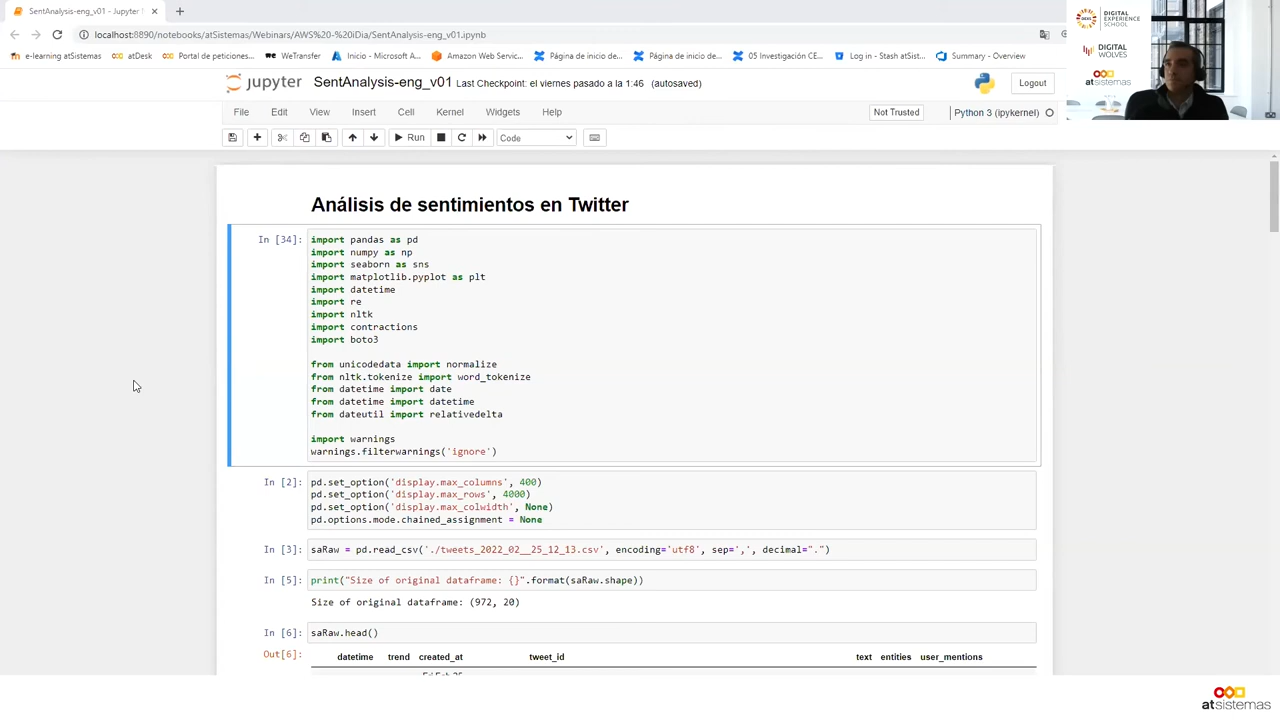 SentAnalysis-eng_v01 - Jupyter
localhost:8890/notebooks/atSistemas/Webinars/AWS%20-%20iDia/SentAnalysis-eng_v01.ipynb
e-learning atSistemas
atDesk
Portal de peticiones...
WeTransfer
Inicio - Microsoft A...
Amazon Web Servic...
Página de inicio de...
Página de inicio de...
05 Investigación CE...
Log in - Stash atSist...
Summary - Overview
DIGITAL
EXPERIENCE
SCHOOL
DIGITAL
WOLVES
atsistemas
jupyter SentAnalysis-eng_v01 Last Checkpoint: el viernes pasado a la 1:46 (autosaved)
Logout
File Edit View Insert Cell Kernel Widgets Help
Not Trusted
Python 3 (ipykernel)
Run
Code
Análisis de sentimientos en Twitter
In [34]:
import pandas as pd
import numpy as np
import seaborn as sns
import matplotlib.pyplot as plt
import datetime
import re
import nltk
import contractions
import boto3
from unicodedata import normalize
from nltk.tokenize import word_tokenize
from datetime import date
from datetime import datetime
from dateutil import relativedelta
import warnings
warnings.filterwarnings('ignore')
In [2]:
pd.set_option('display.max_columns', 400)
pd.set_option('display.max_rows', 4000)
pd.set_option('display.max_colwidth', None)
pd.options.mode.chained_assignment = None
In [3]:
saRaw = pd.read_csv('./tweets_2022_02__25_12_13.csv', encoding='utf8', sep=',', decimal=".")
In [5]:
print("Size of original dataframe: {}".format(saRaw.shape))
Size of original dataframe: (972, 20)
In [6]:
saRaw.head()
Out[6]:
datetime trend created_at tweet_id text entities user_mentions
atsistemas